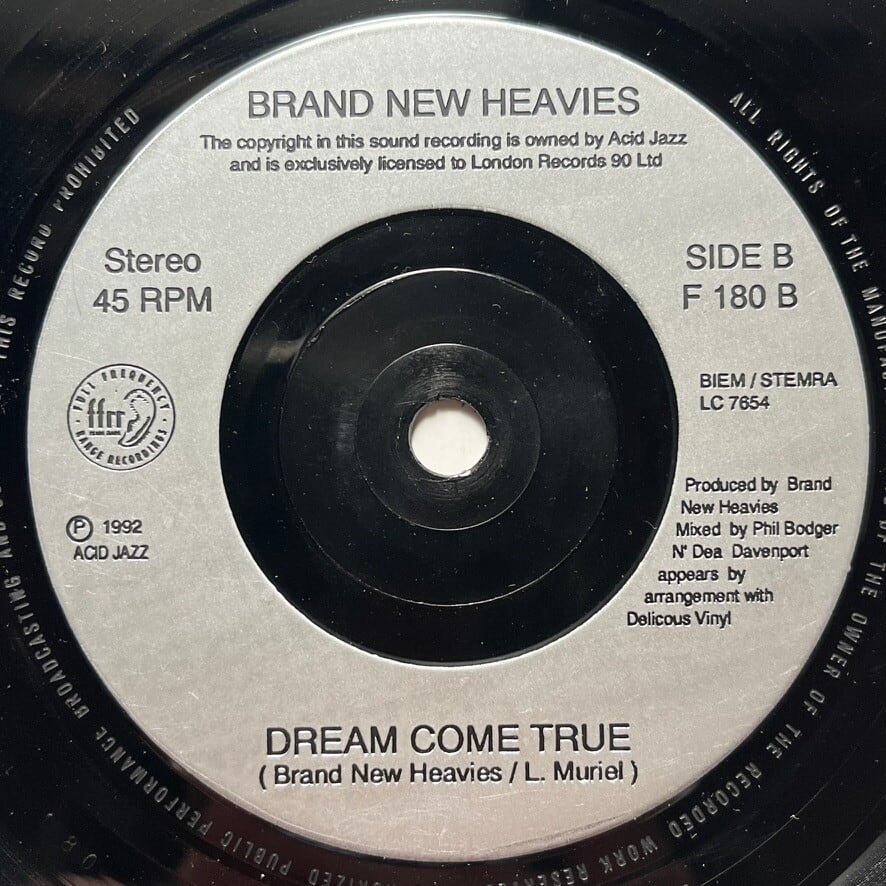 BRAND NEW HEAVIES
The copyright in this sound recording is owned by Acid Jazz
and is exclusively licensed to London Records 90 Ltd
Stereo
45 RPM
SIDE B
F 180 B
FULL FREQUENCY
ffrr
RANGE RECORDINGS
BIEM / STEMRA
LC 7654
℗ 1992
ACID JAZZ
Produced by Brand
New Heavies
Mixed by Phil Bodger
N' Dea Davenport
appears by
arrangement with
Delicous Vinyl
DREAM COME TRUE
( Brand New Heavies / L. Muriel )
ALL RIGHTS OF THE
OF THE OWNER OF THE RECORDED WORK
PUBLIC PERFORMANCE BROADCASTING AND
THIS RECORD PROHIBITED